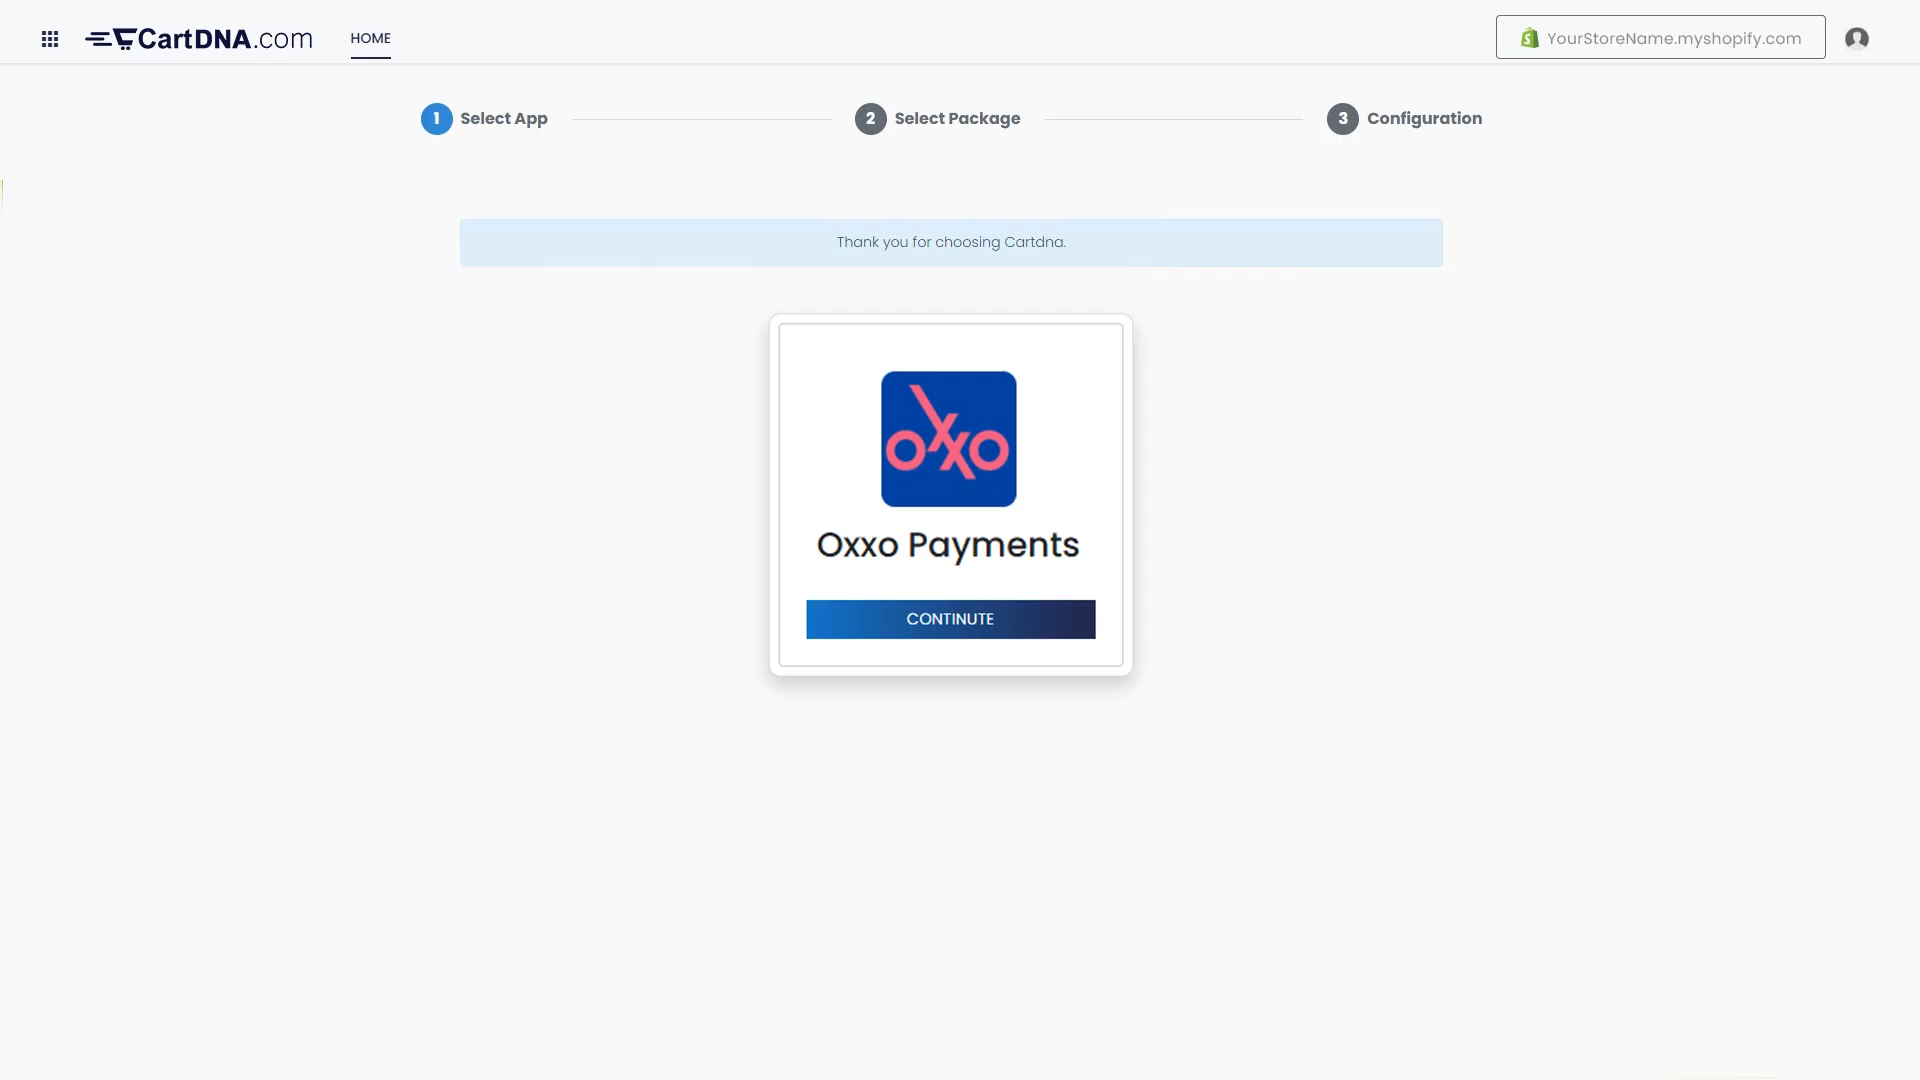 CartDNA.com
HOME
YourStoreName.myshopify.com
1 Select App
2 Select Package
3 Configuration
Thank you for choosing Cartdna.
oxxo
Oxxo Payments
CONTINUTE